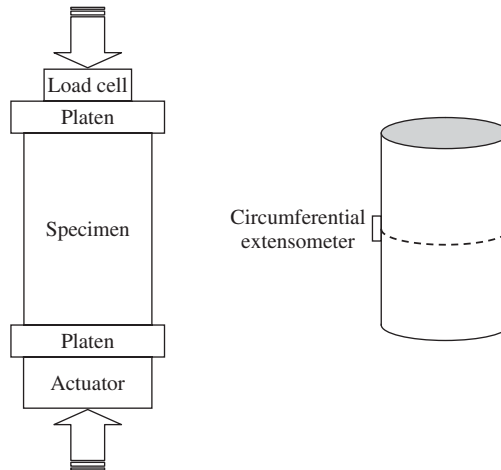 Load cell
Platen
Specimen
Platen
Actuator
Circumferential
extensometer